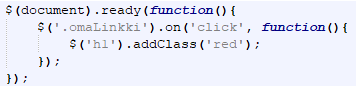 $(document).ready(function(){
    $('.omaLinkki').on('click', function(){
        $('h1').addClass('red');
    });
});